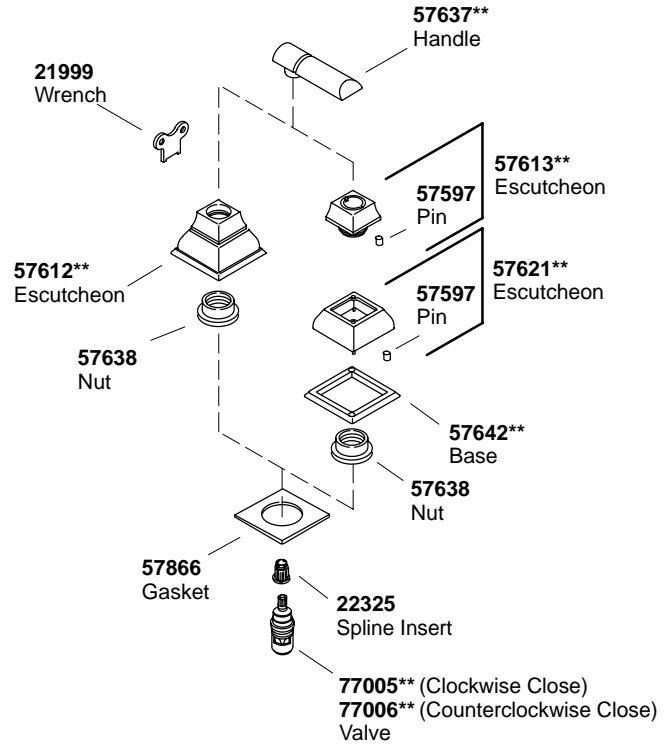 57637**
Handle
21999
Wrench
57613**
Escutcheon
57597
Pin
57612**
Escutcheon
57621**
Escutcheon
57597
Pin
57638
Nut
57642**
Base
57638
Nut
57866
Gasket
22325
Spline Insert
77005** (Clockwise Close)
77006** (Counterclockwise Close)
Valve